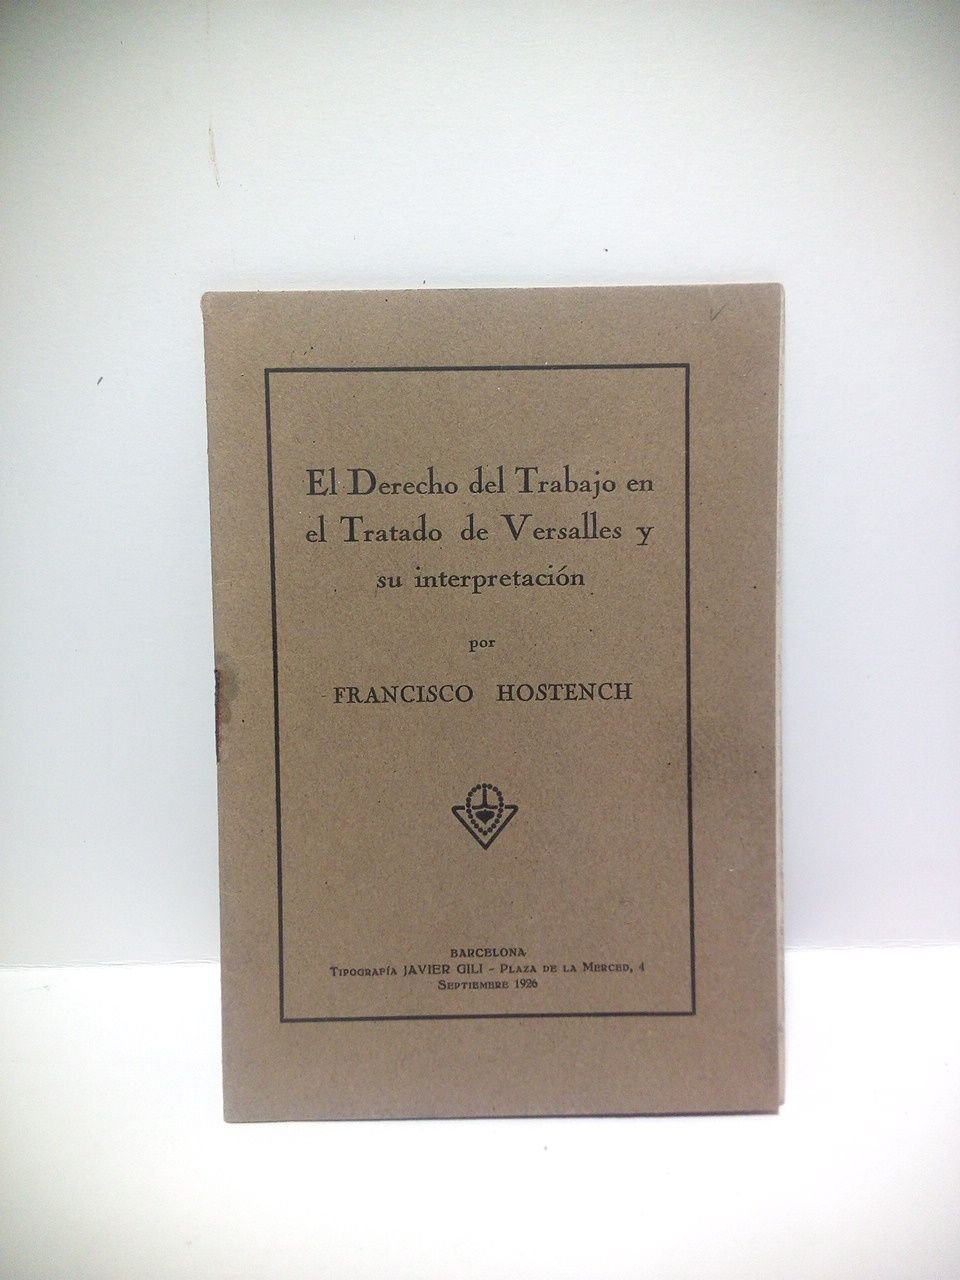 El Derecho del Trabajo en
el Tratado de Versalles y
su interpretación
por
FRANCISCO HOSTENCH
BARCELONA
TIPOGRAFÍA JAVIER GILI - PLAZA DE LA MERCED, 4
SEPTIEMBRE 1926